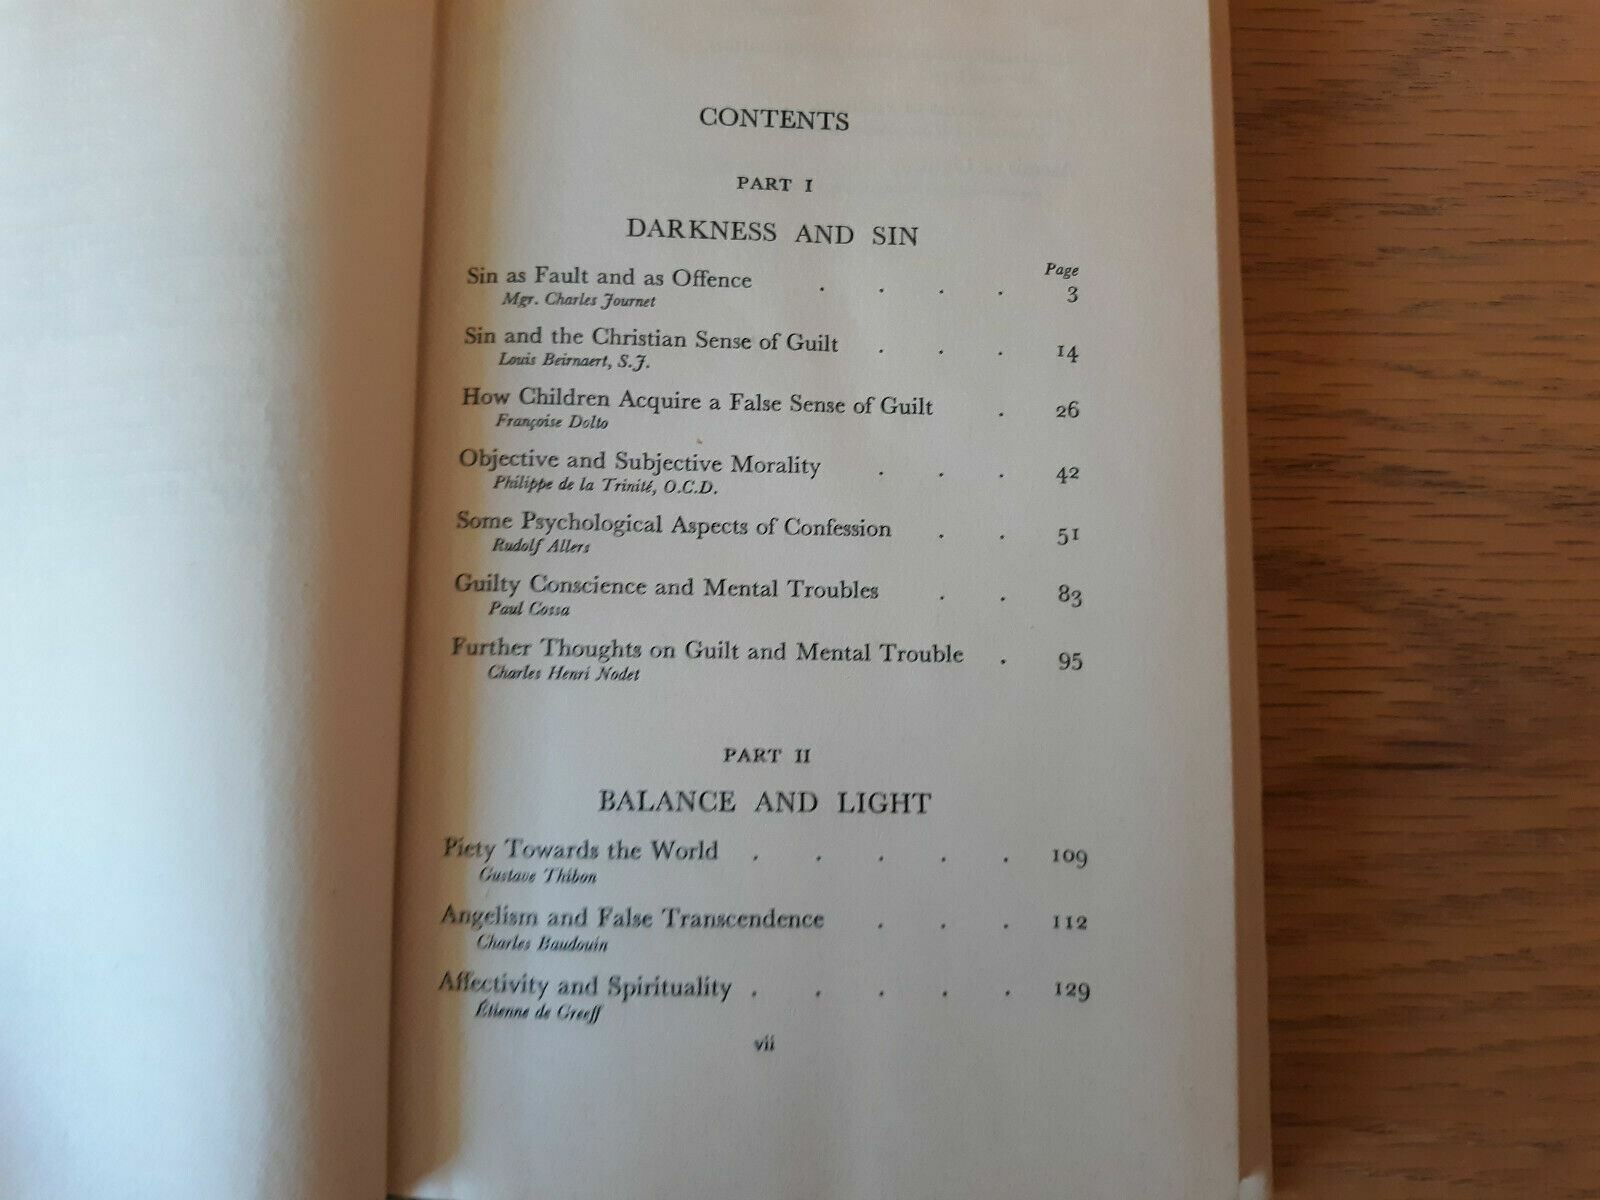 CONTENTS
PART I
DARKNESS AND SIN
Page
Sin as Fault and as Offence . . . . 3
Mgr. Charles Journet
Sin and the Christian Sense of Guilt . . . 14
Louis Beirnaert, S.J.
How Children Acquire a False Sense of Guilt . 26
Françoise Dolto
Objective and Subjective Morality . . . 42
Philippe de la Trinité, O.C.D.
Some Psychological Aspects of Confession . . 51
Rudolf Allers
Guilty Conscience and Mental Troubles . . 83
Paul Cossa
Further Thoughts on Guilt and Mental Trouble . 95
Charles Henri Nodet
PART II
BALANCE AND LIGHT
Piety Towards the World . . . . . 109
Gustave Thibon
Angelism and False Transcendence . . . 112
Charles Baudouin
Affectivity and Spirituality . . . . . 129
Étienne de Greeff
vii